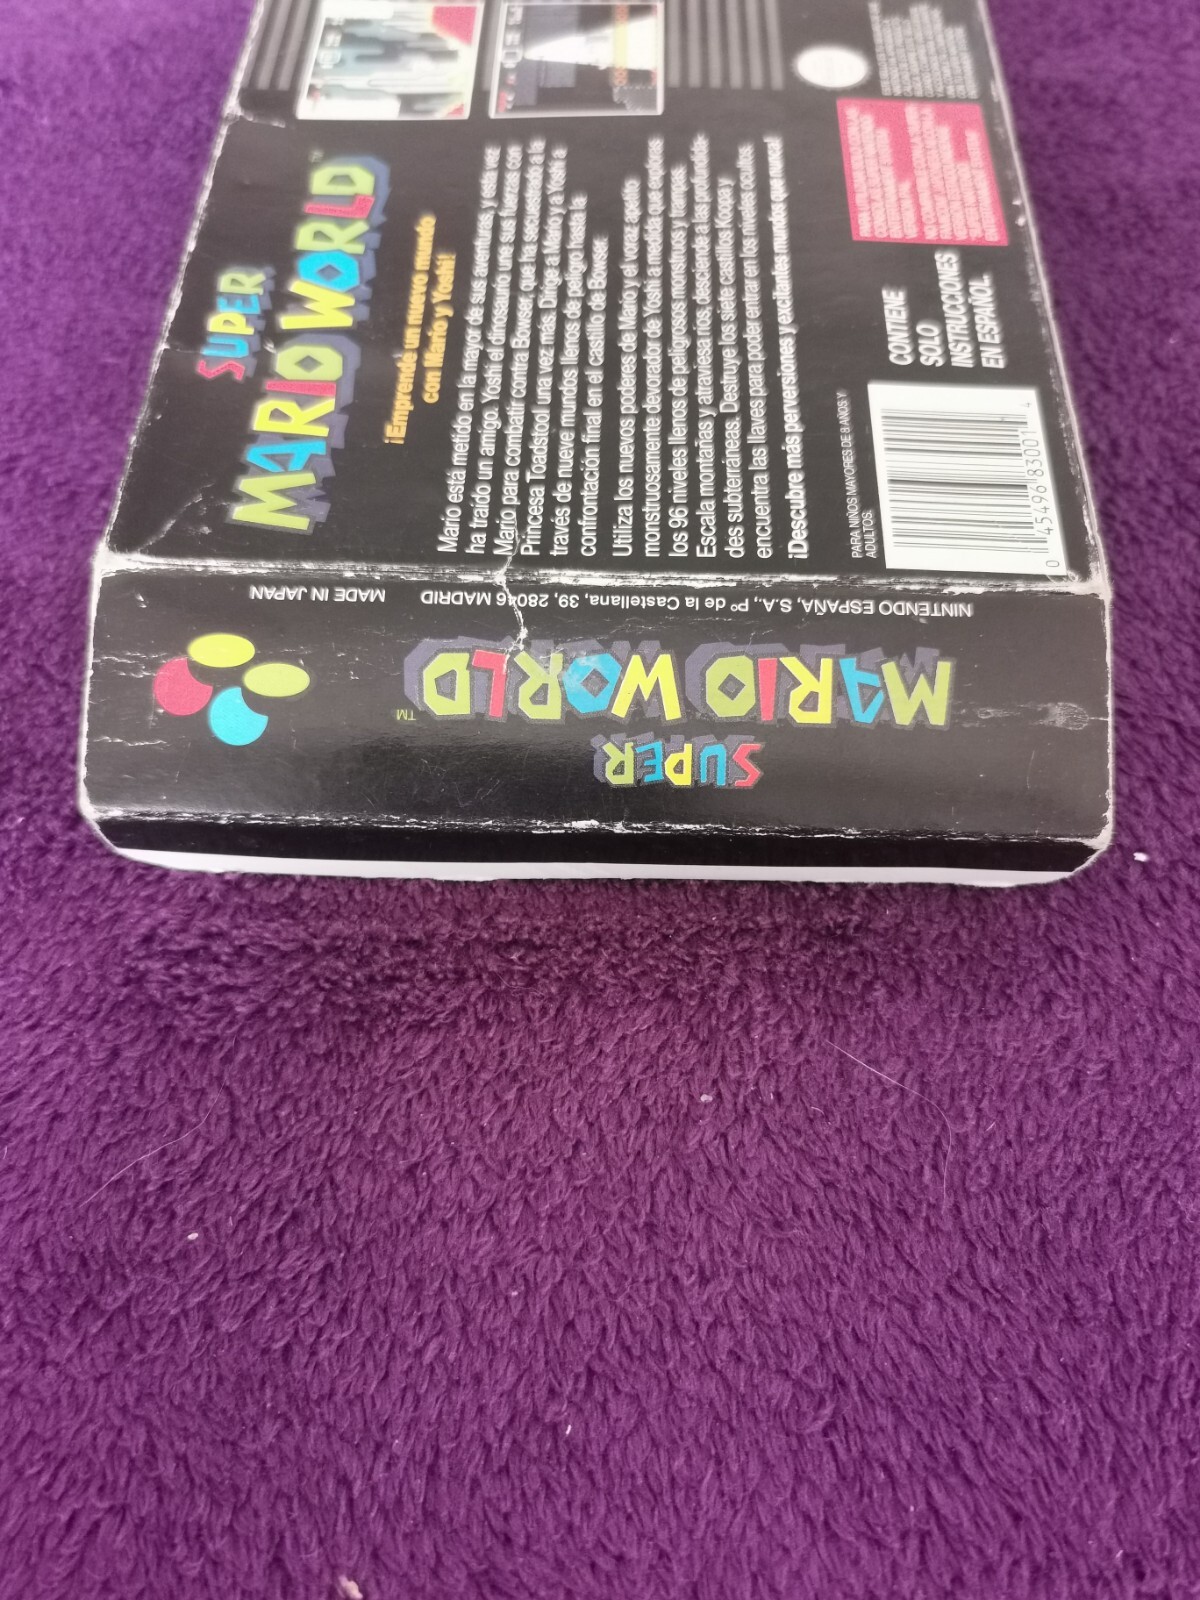 SUPER
MARIO WORLD
TM
¡Emprende un nuevo mundo
con Mario y Yoshi!
Mario está metido en la mayor de sus aventuras y esta vez
ha traído un amigo. Yoshi el dinosaurio une sus fuerzas con
Mario para combatir contra Bowser, que ha secuestrado a la
Princesa Toadstool una vez más. Dirige a Mario y a Yoshi a
través de nueve mundos llenos de peligro hasta la
confrontación final en el castillo de Bowser.
Utiliza los nuevos poderes de Mario y el voraz apetito
monstruosamente devorador de Yoshi a medida que explores
los 96 niveles llenos de peligrosos monstruos y trampas.
Escala montañas y atraviesa ríos, desciende a las profundida-
des subterráneas. Destruye los siete castillos Koopa y
encuentra las llaves para poder entrar en los niveles ocultos.
¡Descubre más perversiones y
PARA NIÑOS MAYORES DE 8 AÑOS Y
ADULTOS.
CONTIENE
SOLO
INSTRUCCIONES
EN ESPAÑOL
0 45496 83001 4
NINTENDO ESPAÑA, S.A., Pº de la Castellana, 39, 28046 MADRID MADE IN JAPAN
SUPER
MARIO WORLD
TM